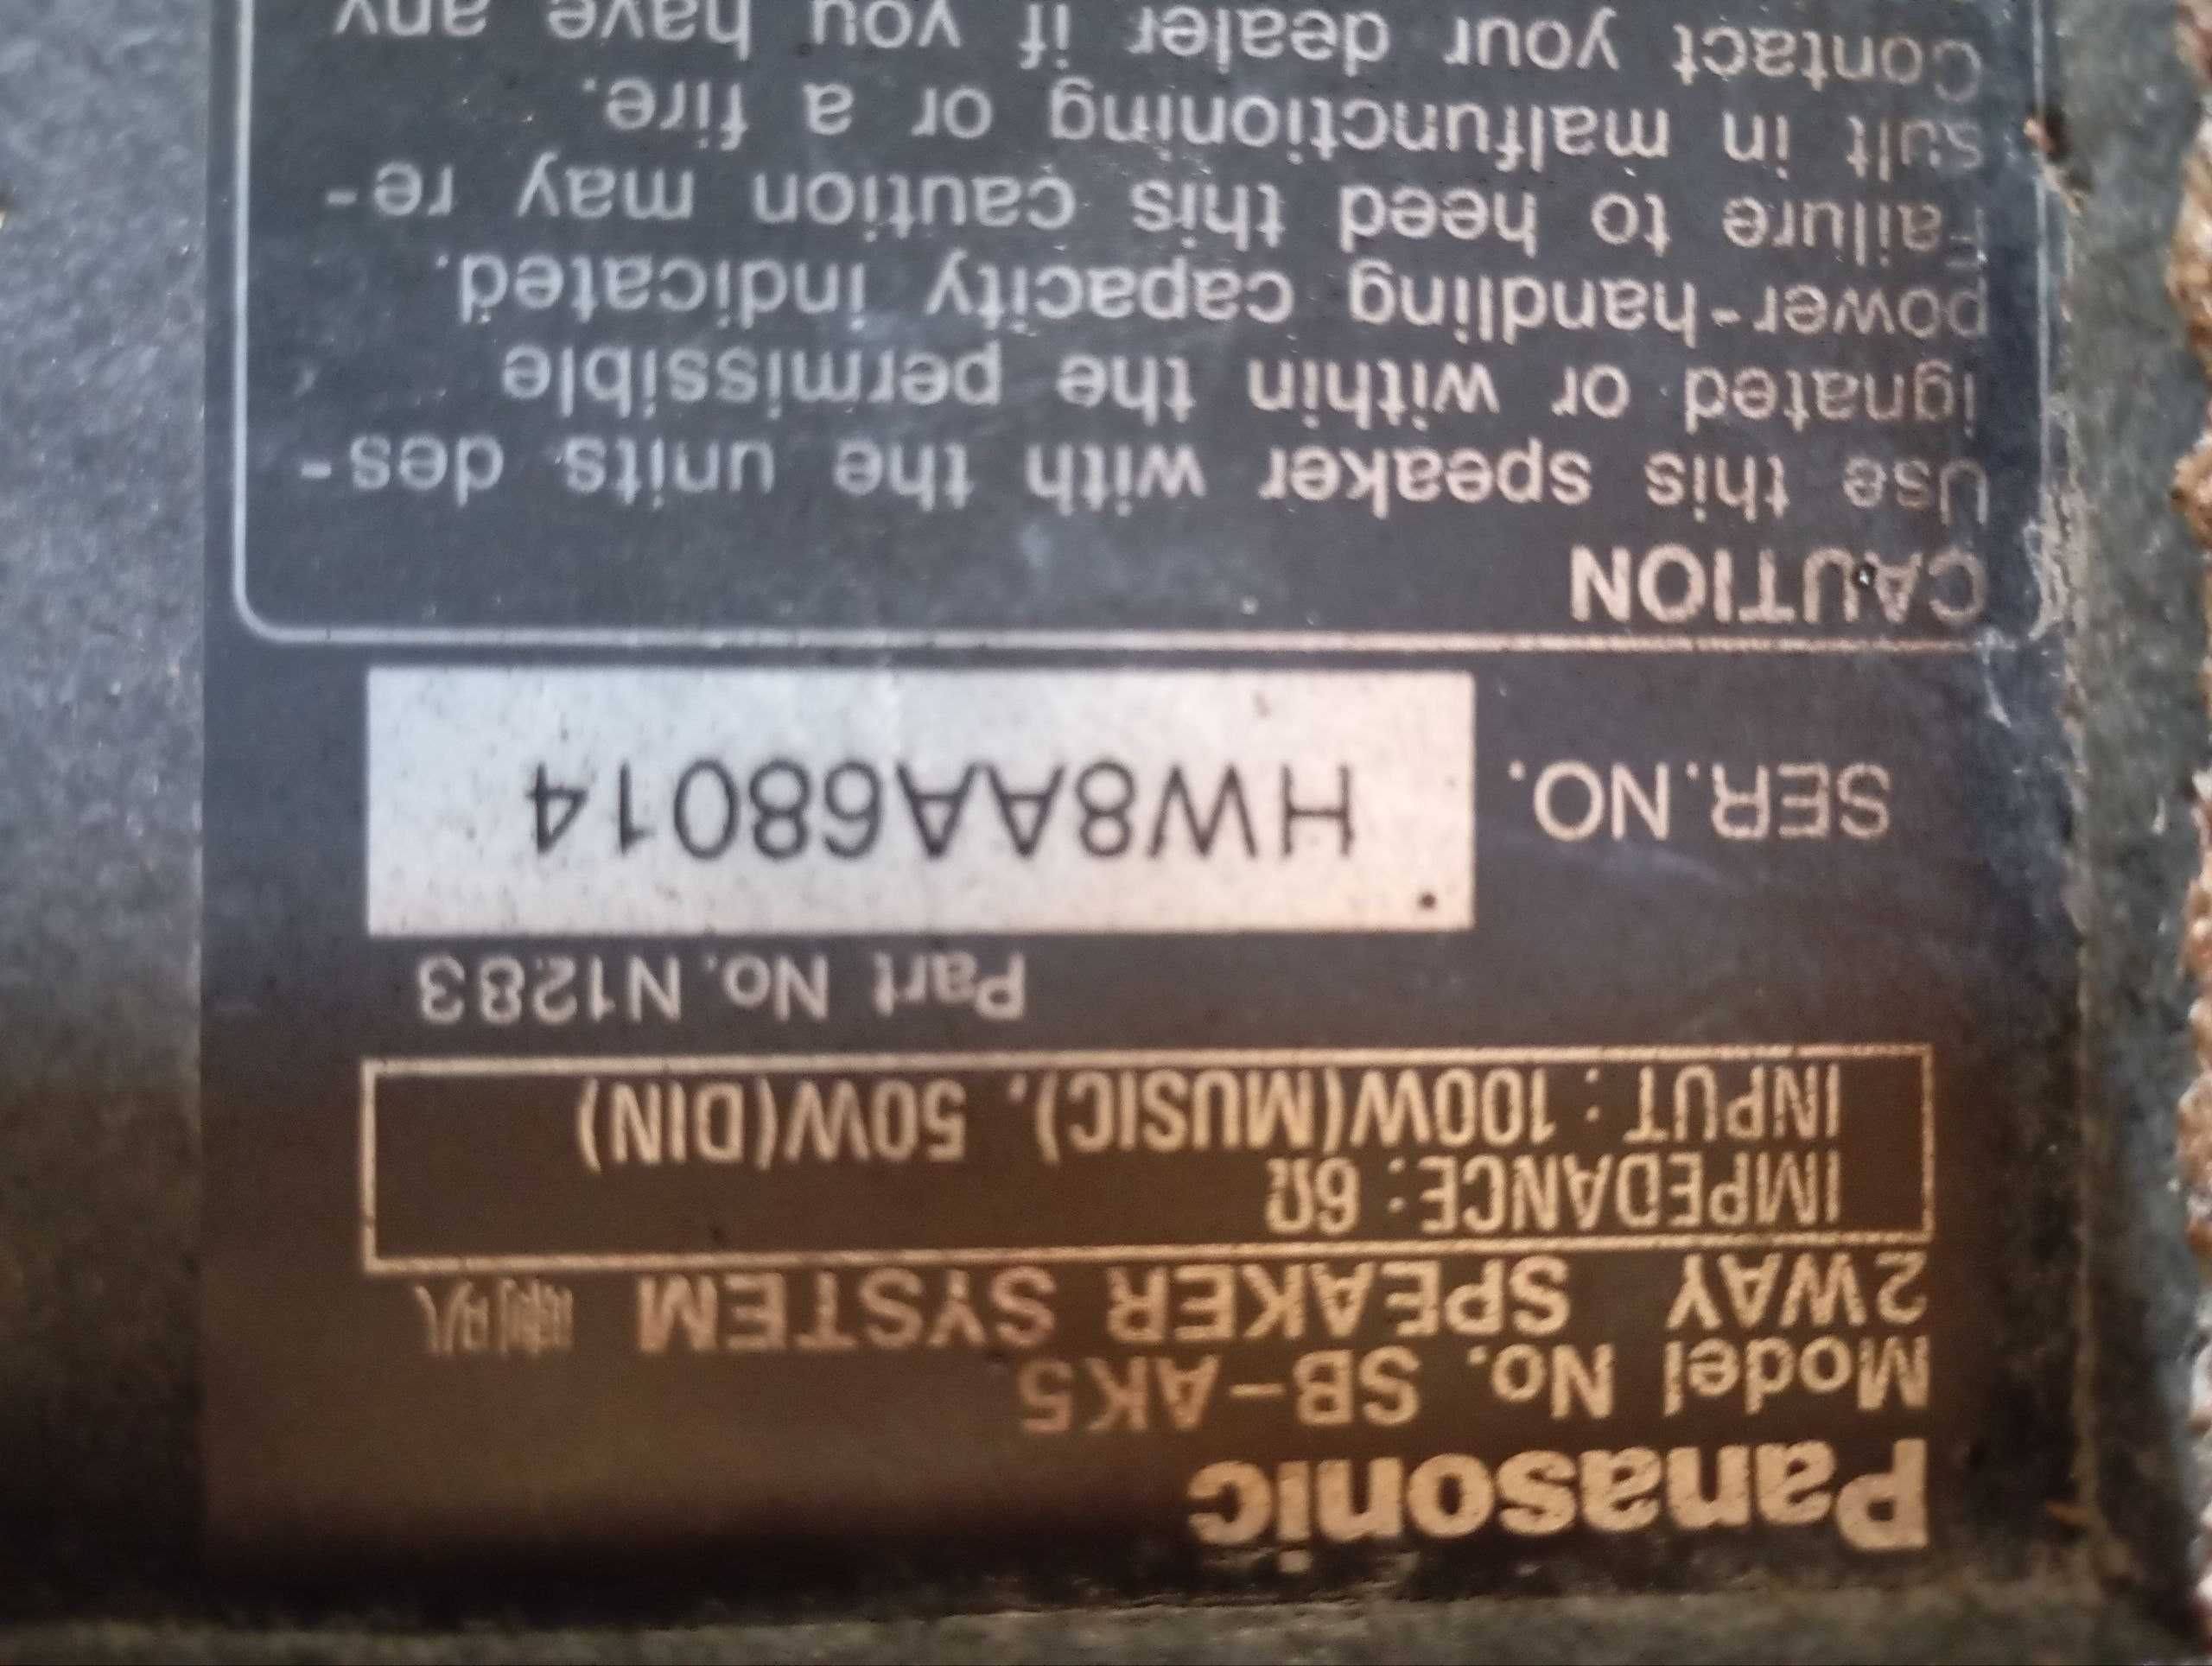 Panasonic
Model No. SB-AK5
2WAY SPEAKER SYSTEM
IMPEDANCE : 6Ω
INPUT : 100W(MUSIC), 50W(DIN)
Part No. N1283
SER.NO. HW8AA68014
CAUTION
Use this speaker with the units des-
ignated or within the permissible
power-handling capacity indicated.
Failure to heed this caution may re-
sult in malfunctioning or a fire.
Contact your dealer if you have any